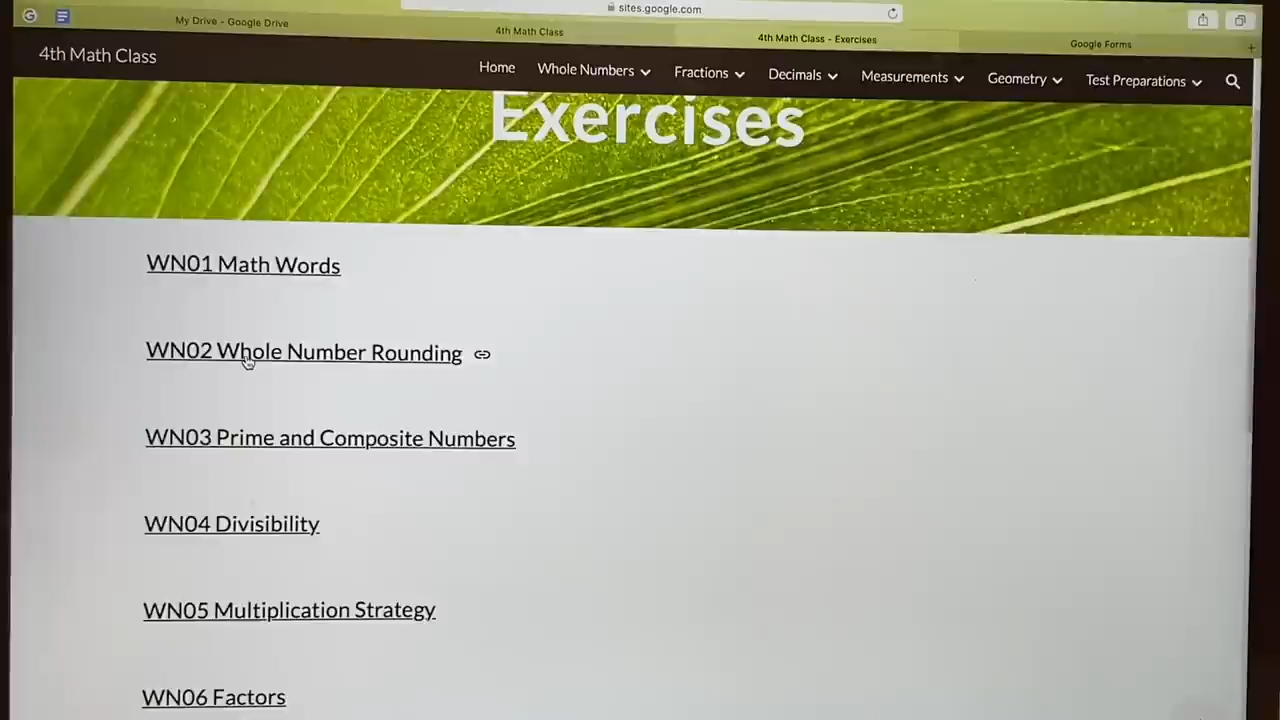 sites.google.com
My Drive - Google Drive
4th Math Class
4th Math Class - Exercises
Google Forms
4th Math Class
Home
Whole Numbers
Fractions
Decimals
Measurements
Geometry
Test Preparations
Exercises
WN01 Math Words
WN02 Whole Number Rounding
WN03 Prime and Composite Numbers
WN04 Divisibility
WN05 Multiplication Strategy
WN06 Factors